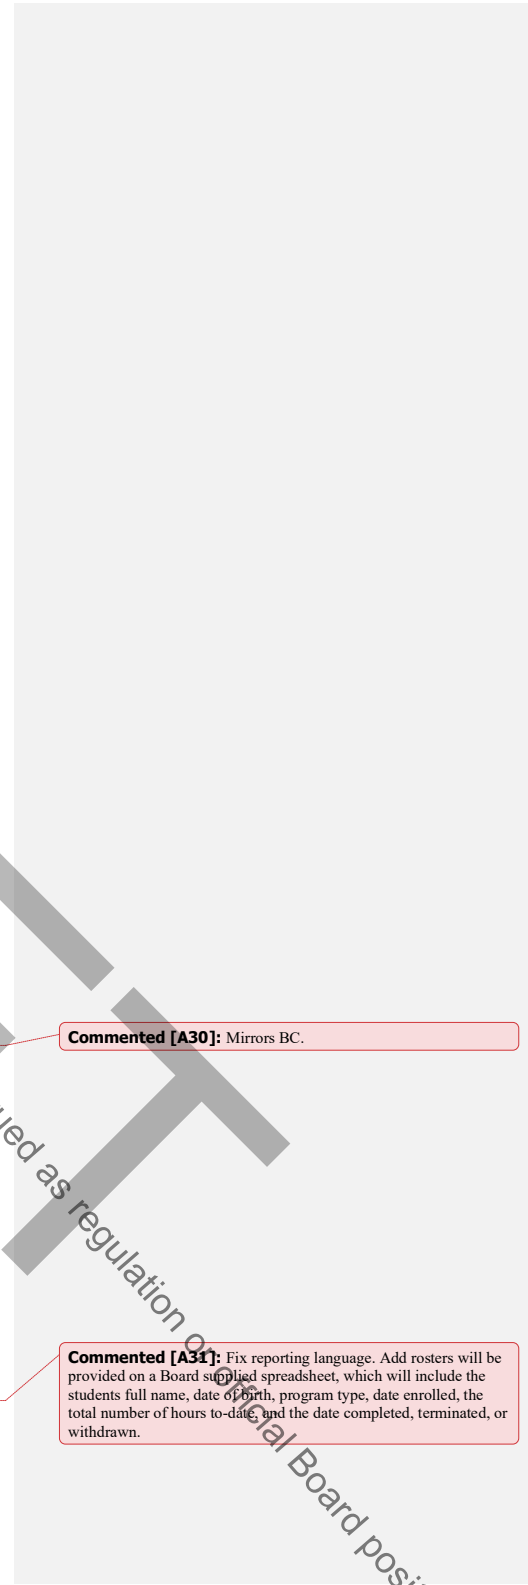 Commented [A30]: Mirrors BC.
Commented [A31]: Fix reporting language. Add rosters will be
provided on a Board supplied spreadsheet, which will include the
students full name, date of birth, program type, date enrolled, the
total number of hours to-date, and the date completed, terminated, or
withdrawn.
T
as regulation or official Board